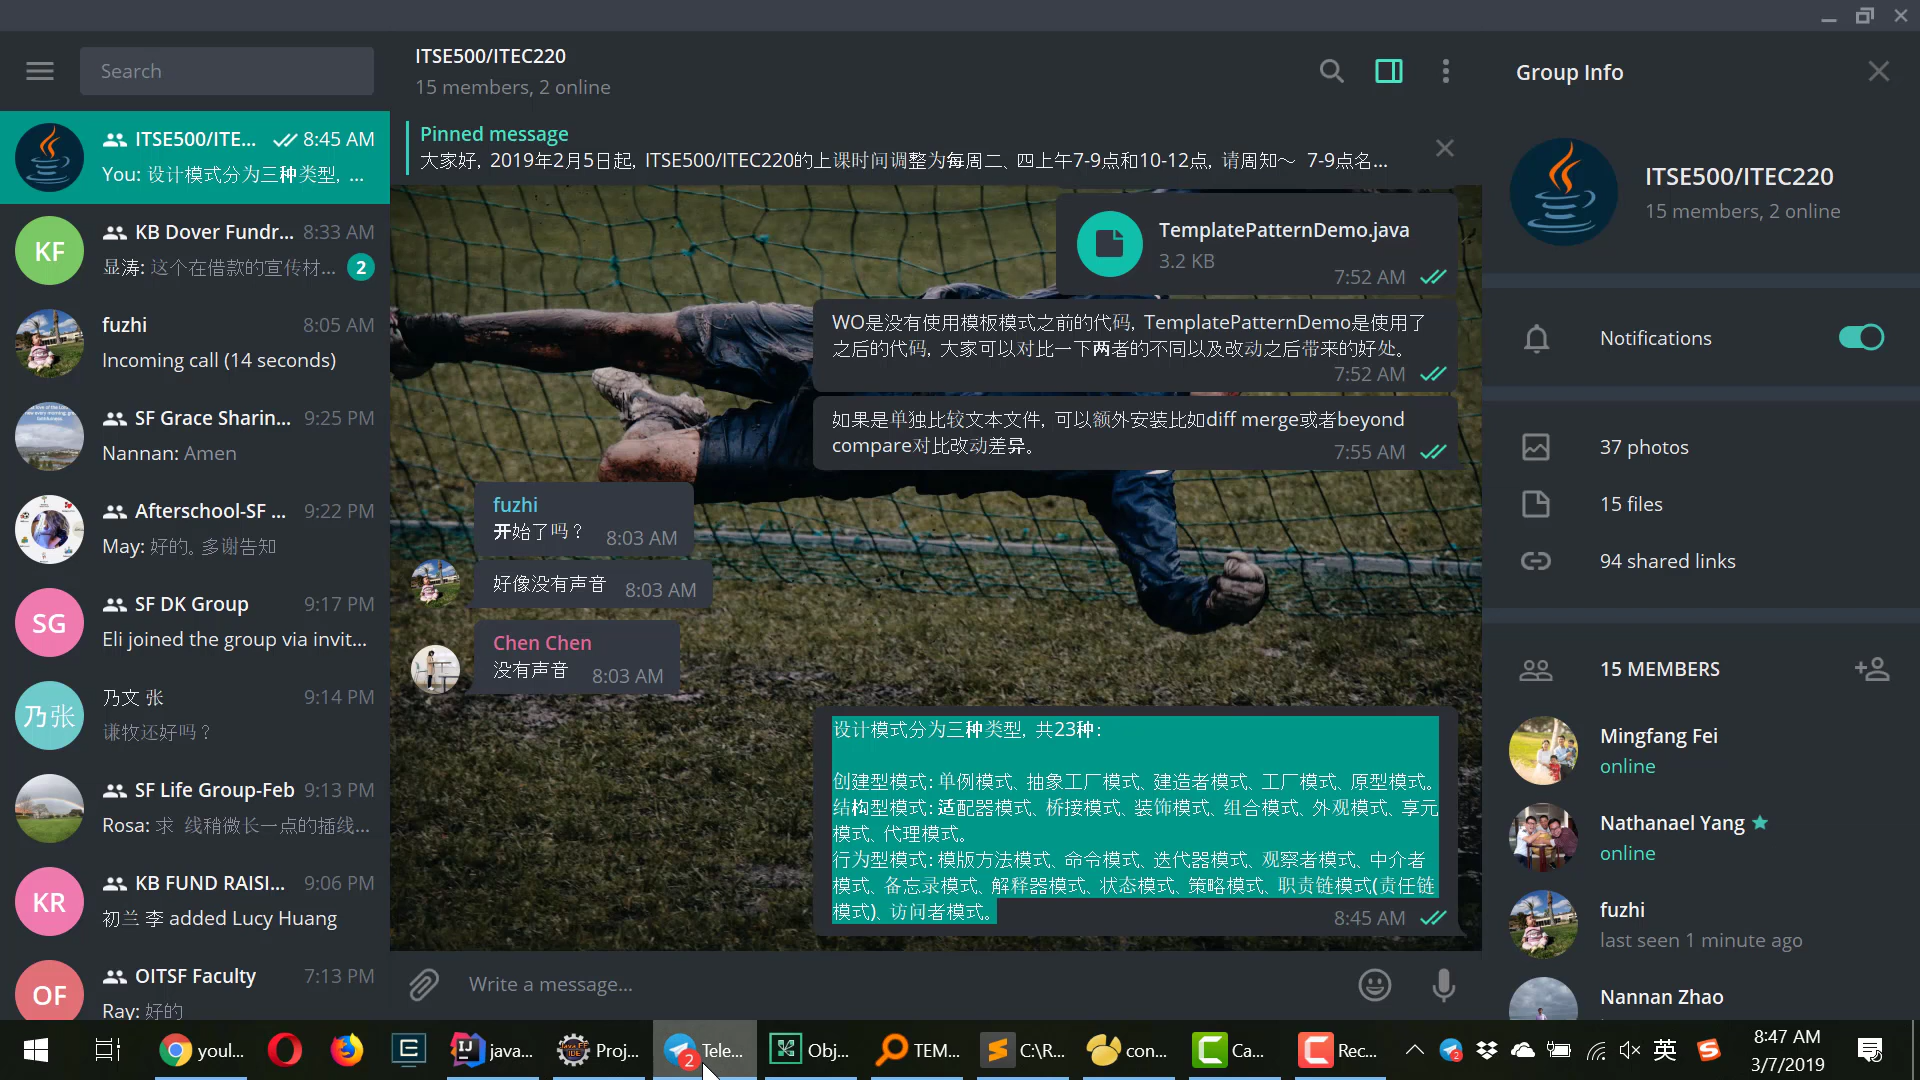 Search
ITSE500/ITE... 8:45 AM
You: 设计模式分为三种类型, ...
KF
KB Dover Fundr... 8:33 AM
显涛: 这个在借款的宣传材... 2
fuzhi 8:05 AM
Incoming call (14 seconds)
SF Grace Sharin... 9:25 PM
Nannan: Amen
Afterschool-SF ... 9:22 PM
May: 好的。多谢告知
SG
SF DK Group 9:17 PM
Eli joined the group via invit...
乃张
乃文 张 9:14 PM
谦牧还好吗？
SF Life Group-Feb 9:13 PM
Rosa: 求 线稍微长一点的插线...
KR
KB FUND RAISI... 9:06 PM
初兰 李 added Lucy Huang
OF
OITSF Faculty 7:13 PM
Ray: 好的
ITSE500/ITEC220
15 members, 2 online
Pinned message
大家好, 2019年2月5日起, ITSE500/ITEC220的上课时间调整为每周二、四上午7-9点和10-12点, 请周知～ 7-9点名...
TemplatePatternDemo.java
3.2 KB
7:52 AM
WO是没有使用模板模式之前的代码, TemplatePatternDemo是使用了
之后的代码, 大家可以对比一下两者的不同以及改动之后带来的好处。
7:52 AM
如果是单独比较文本文件, 可以额外安装比如diff merge或者beyond
compare对比改动差异。
7:55 AM
fuzhi
开始了吗？ 8:03 AM
好像没有声音 8:03 AM
Chen Chen
没有声音 8:03 AM
设计模式分为三种类型, 共23种:
创建型模式: 单例模式、抽象工厂模式、建造者模式、工厂模式、原型模式。
结构型模式: 适配器模式、桥接模式、装饰模式、组合模式、外观模式、享元
模式、代理模式。
行为型模式: 模版方法模式、命令模式、迭代器模式、观察者模式、中介者
模式、备忘录模式、解释器模式、状态模式、策略模式、职责链模式(责任链
模式)、访问者模式。
8:45 AM
Write a message...
Group Info
ITSE500/ITEC220
15 members, 2 online
Notifications
37 photos
15 files
94 shared links
15 MEMBERS
Mingfang Fei
online
Nathanael Yang
online
fuzhi
last seen 1 minute ago
Nannan Zhao
youl...
java...
Proj...
2
Tele...
Obj...
TEM...
C:\R...
con...
Ca...
Rec...
英
8:47 AM
3/7/2019